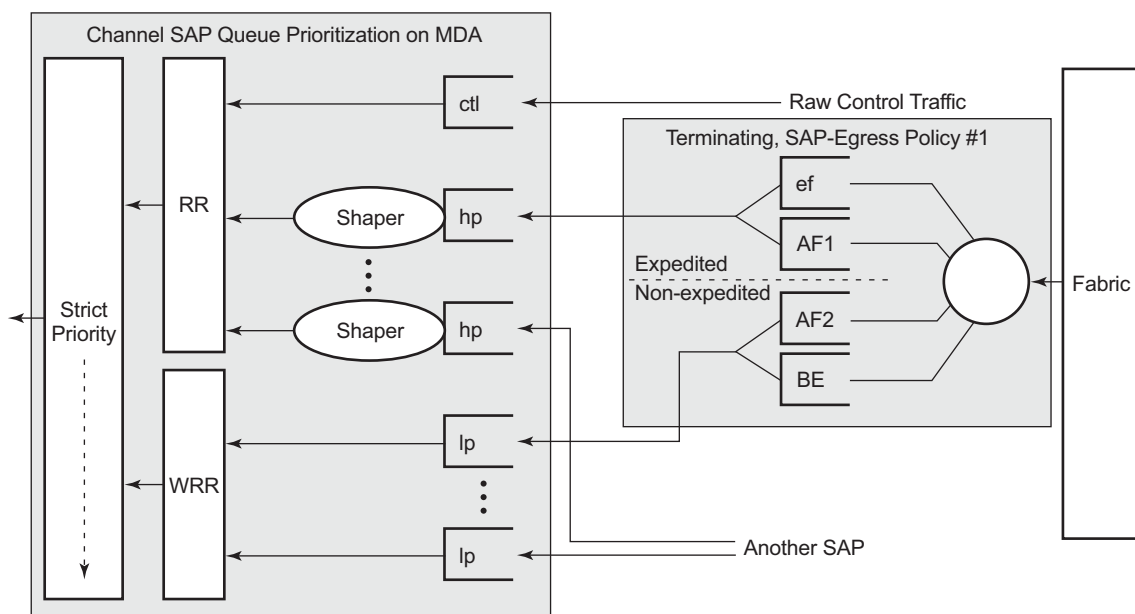 Channel SAP Queue Prioritization on MDA
ctl
Raw Control Traffic
Terminating, SAP-Egress Policy #1
ef
RR
Shaper
hp
AF1
Expedited
Non-expedited
Fabric
Strict
Priority
Shaper
hp
AF2
BE
lp
WRR
lp
Another SAP